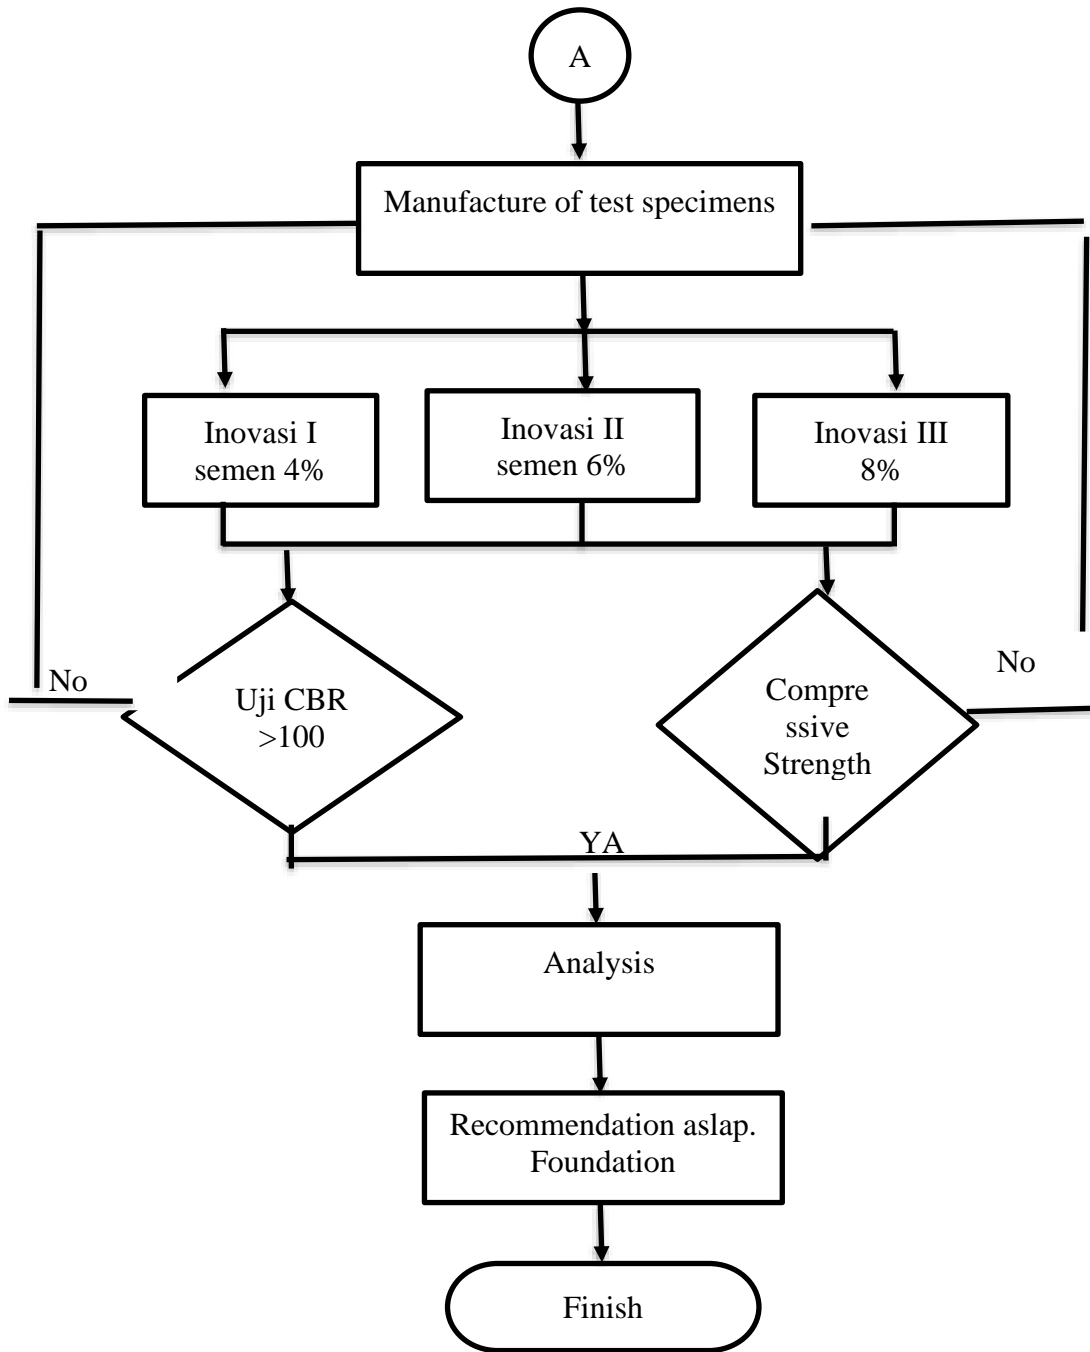 A
Manufacture of test specimens
Inovasi I
semen 4%
Inovasi II
semen 6%
Inovasi III
8%
No
Uji CBR
>100
Compre
ssive
Strength
No
YA
Analysis
Recommendation aslap.
Foundation
Finish